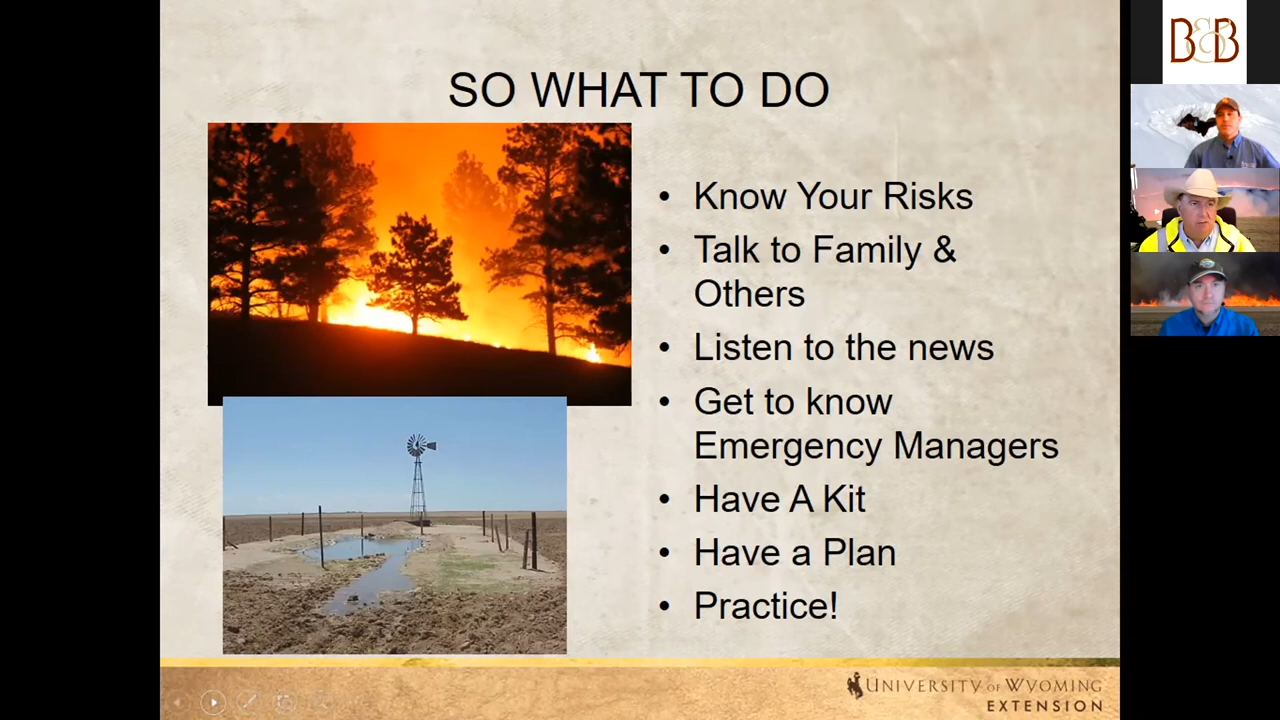 SO WHAT TO DO
• Know Your Risks
• Talk to Family &
Others
• Listen to the news
• Get to know
Emergency Managers
• Have A Kit
• Have a Plan
• Practice!
UNIVERSITY OF WYOMING
EXTENSION
B&B